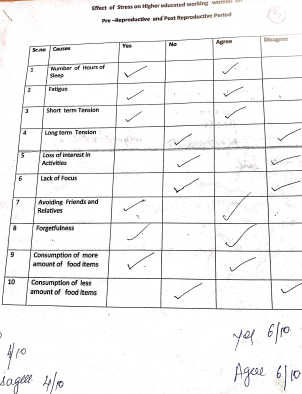 Effect of Stress on Higher educated working women on
Pre –Reproductive and Post Reproductive Period
Sr.no Causes Yes No Agree Disagree
1 Number of Hours of Sleep ✓ ✓
2 Fatigue ✓ ✓
3 Short term Tension ✓ ✓
4 Long term Tension ✓ ✓
5 Loss of Interest in Activities ✓ ✓
6 Lack of Focus ✓ ✓
7 Avoiding Friends and Relatives ✓ ✓
8 Forgetfulness ✓ ✓
9 Consumption of more amount of food items ✓ ✓
10 Consumption of less amount of food items ✓ ✓
4/10 yes 6/10
sagree 4/10 Agree 6/10